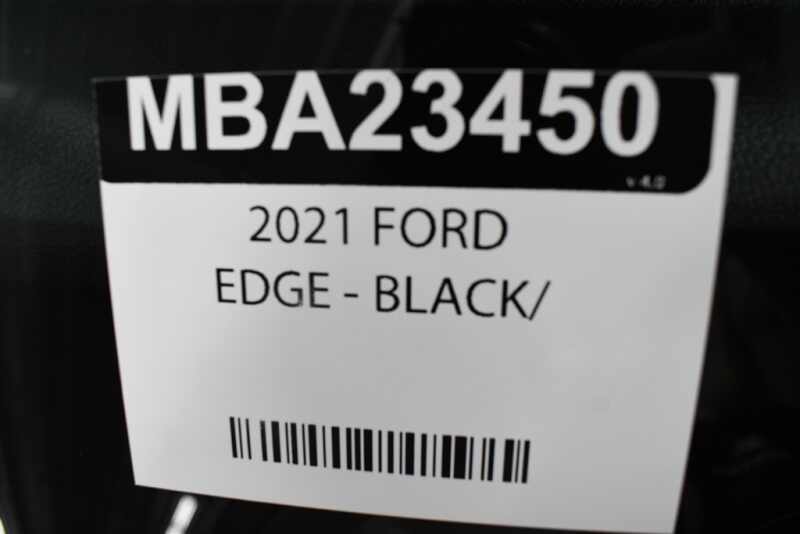 MBA23450
v 4.0
2021 FORD
EDGE - BLACK/